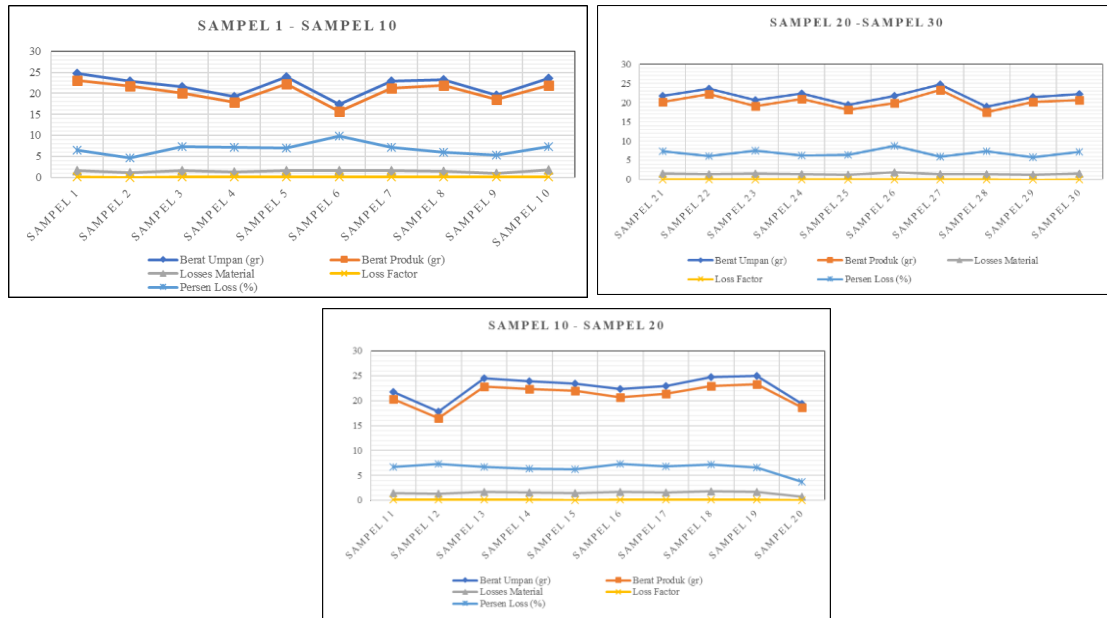 SAMPEL 1 - SAMPEL 10
30
25
20
15
10
5
0
SAMPEL 1
SAMPEL 2
SAMPEL 3
SAMPEL 4
SAMPEL 5
SAMPEL 6
SAMPEL 7
SAMPEL 8
SAMPEL 9
SAMPEL 10
Berat Umpan (gr) Berat Produk (gr)
Losses Material Loss Factor
Persen Loss (%)
SAMPEL 20 -SAMPEL 30
30
25
20
15
10
5
0
SAMPEL 21
SAMPEL 22
SAMPEL 23
SAMPEL 24
SAMPEL 25
SAMPEL 26
SAMPEL 27
SAMPEL 28
SAMPEL 29
SAMPEL 30
Berat Umpan (gr) Berat Produk (gr) Losses Material
Loss Factor Persen Loss (%)
SAMPEL 10 - SAMPEL 20
30
25
20
15
10
5
0
SAMPEL 11
SAMPEL 12
SAMPEL 13
SAMPEL 14
SAMPEL 15
SAMPEL 16
SAMPEL 17
SAMPEL 18
SAMPEL 19
SAMPEL 20
Berat Umpan (gr) Berat Produk (gr)
Losses Material Loss Factor
Persen Loss (%)